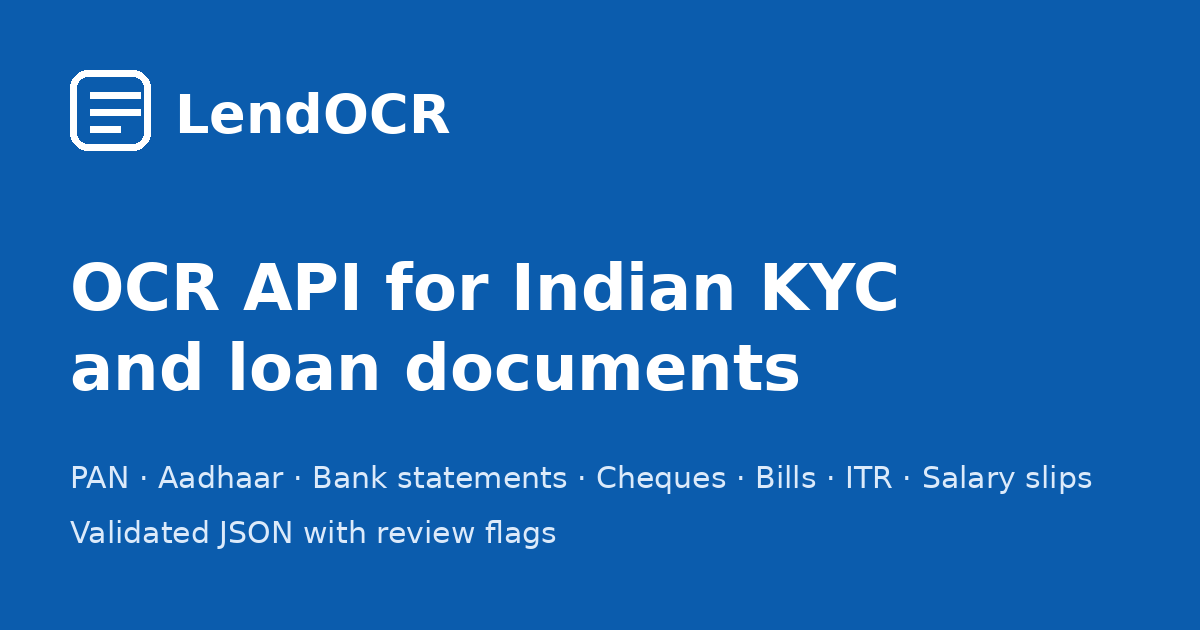 LendOCR
OCR API for Indian KYC
and loan documents
PAN · Aadhaar · Bank statements · Cheques · Bills · ITR · Salary slips
Validated JSON with review flags